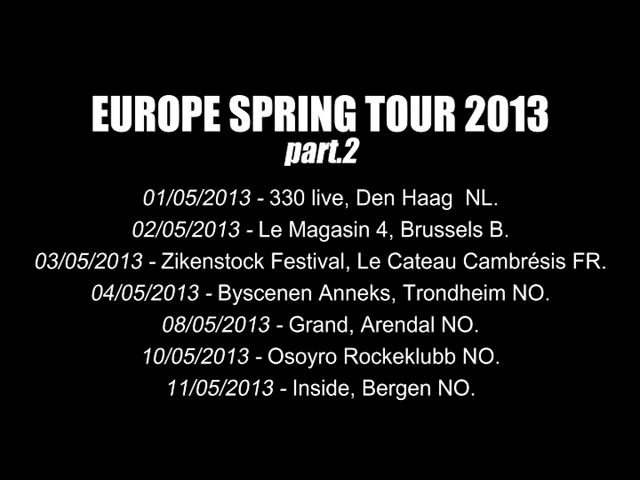 EUROPE SPRING TOUR 2013
part.2
01/05/2013 - 330 live, Den Haag  NL.
02/05/2013 - Le Magasin 4, Brussels B.
03/05/2013 - Zikenstock Festival, Le Cateau Cambrésis FR.
04/05/2013 - Byscenen Anneks, Trondheim NO.
08/05/2013 - Grand, Arendal NO.
10/05/2013 - Osoyro Rockeklubb NO.
11/05/2013 - Inside, Bergen NO.